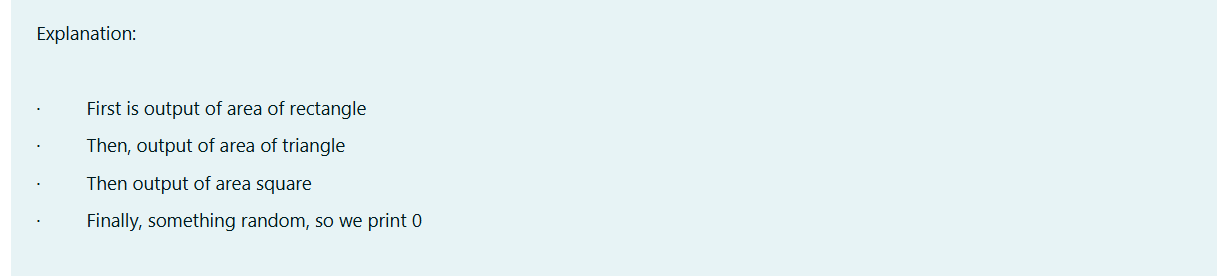 Explanation:
· First is output of area of rectangle
· Then, output of area of triangle
· Then output of area square
· Finally, something random, so we print 0